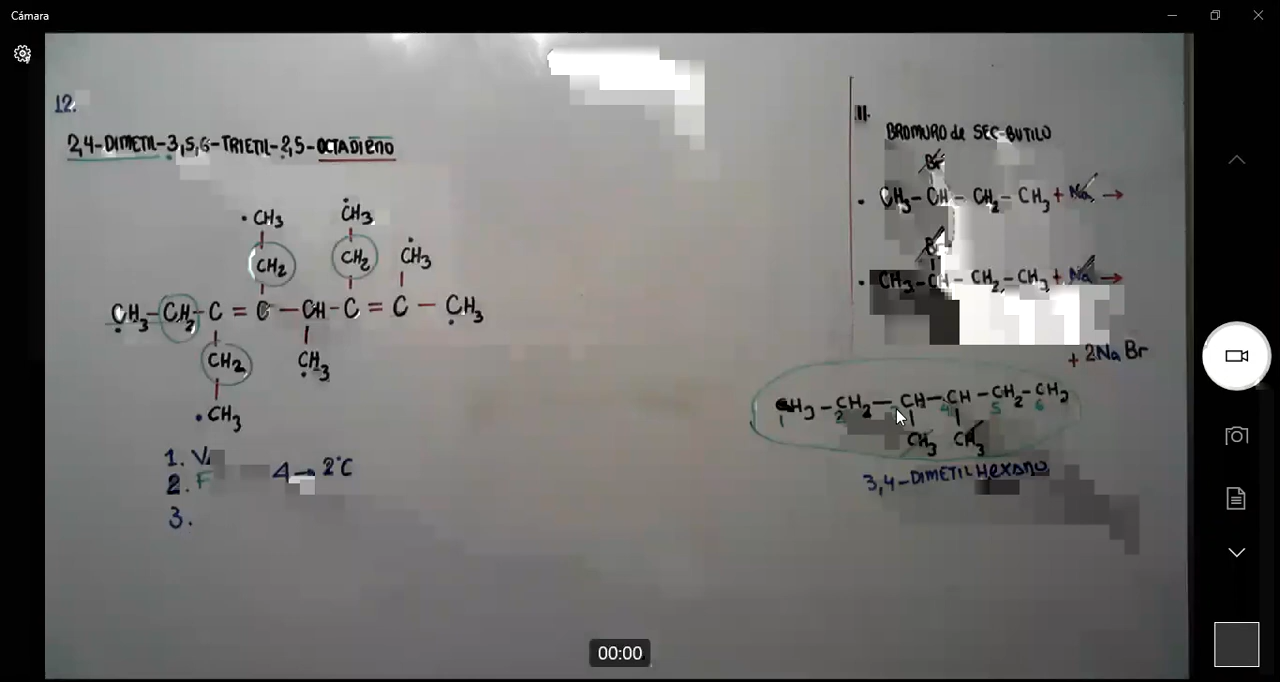 Cámara
12.
2,4-DIMETIL-3,5,6-TRIETIL-2,5-OCTADIENO
CH3 CH3
CH2 CH2 CH3
CH3-CH2-C = C — CH-C = C — CH3
CH2 CH3
CH3
1. V
2. F 4 → 2°C
3.
11.
BROMURO de SEC-BUTILO
Br
• CH3-CH-CH2-CH3 + Na →
Br
• CH3-CH-CH2-CH3 + Na →
+ 2NaBr
CH3-CH2-CH-CH-CH2-CH3
1 2 4 5 6
CH3 CH3
3,4-DIMETILHEXANO
00:00